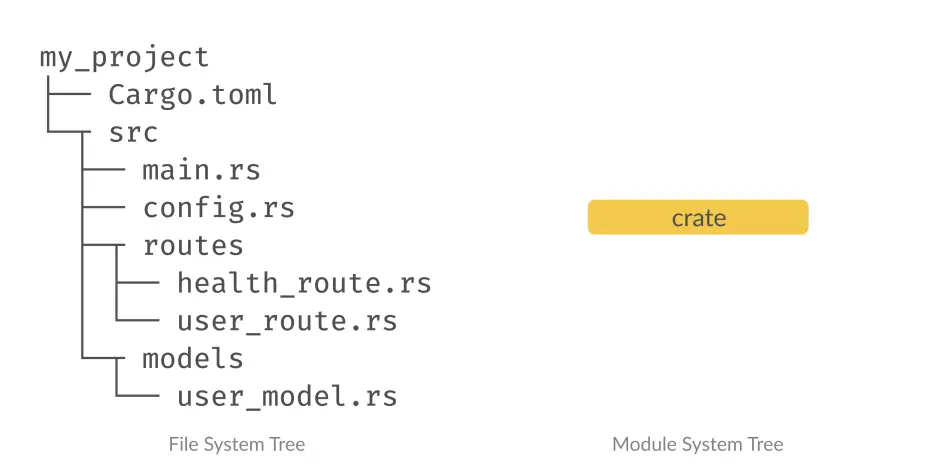 my_project
Cargo.toml
src
main.rs
config.rs
routes
health_route.rs
user_route.rs
models
user_model.rs
File System Tree
crate
Module System Tree